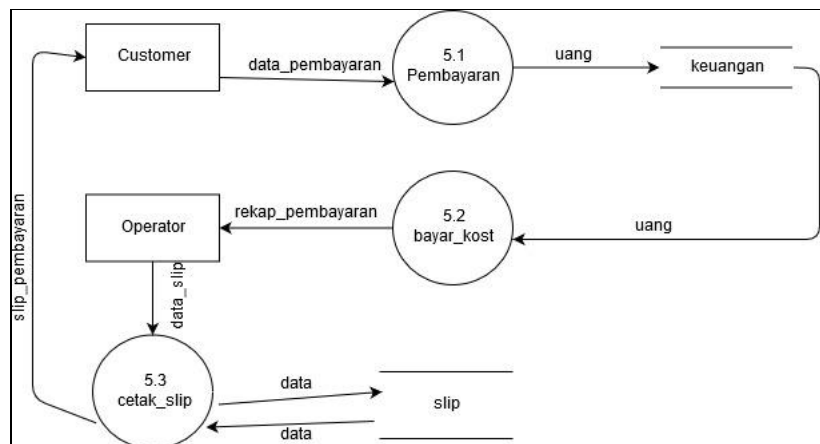 Customer
data_pembayaran
5.1
Pembayaran
uang
keuangan
slip_pembayaran
Operator
rekap_pembayaran
5.2
bayar_kost
uang
data_slip
5.3
cetak_slip
data
slip
data